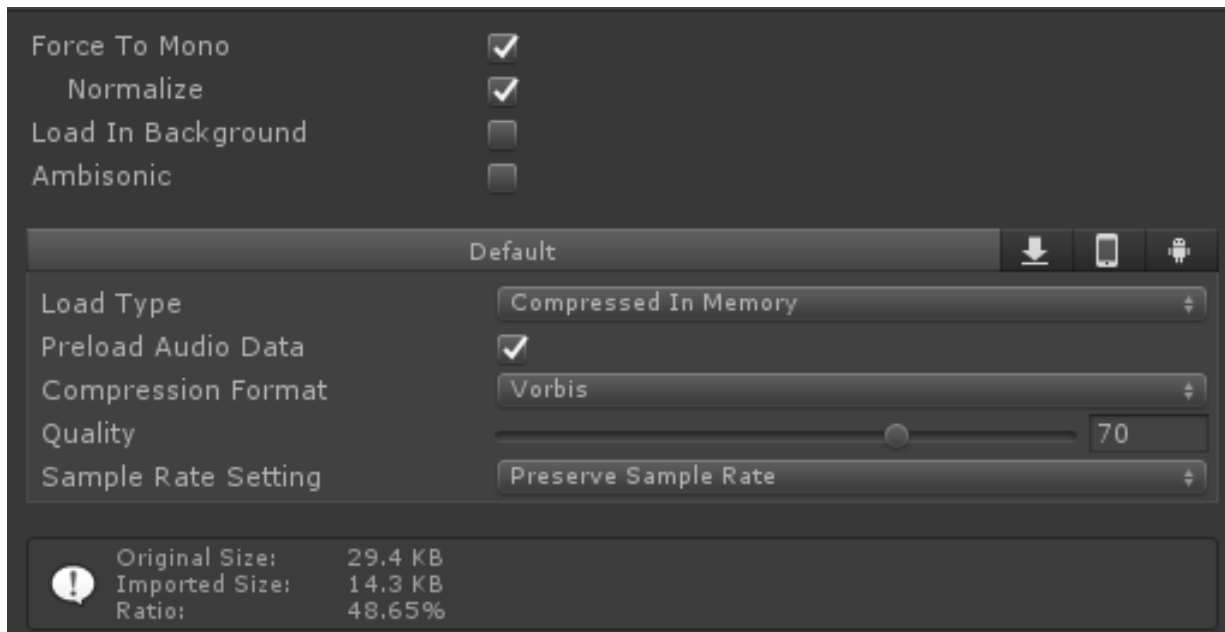 Force To Mono
Normalize
Load In Background
Ambisonic
Default
Load Type Compressed In Memory
Preload Audio Data
Compression Format Vorbis
Quality 70
Sample Rate Setting Preserve Sample Rate
Original Size: 29.4 KB
Imported Size: 14.3 KB
Ratio: 48.65%